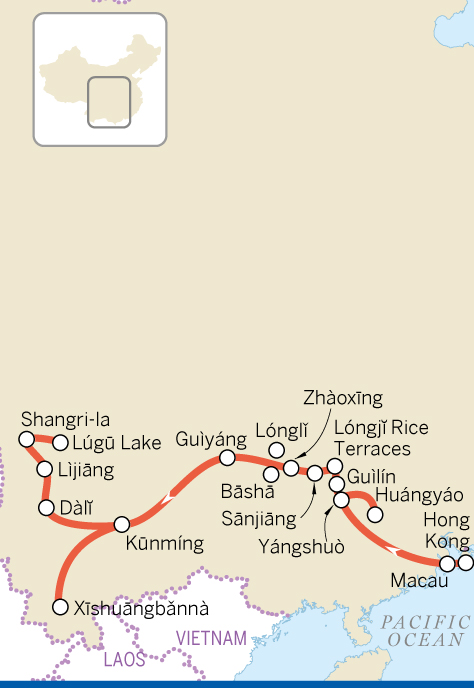 Zhàoxīng
Shangri-la
Lónglǐ
Lóngjǐ Rice
Terraces
Lúgū Lake
Guìyáng
Lìjiāng
Guìlín
Bāshā
Huángyáo
Dàlǐ
Sānjiāng
Hong
Kong
Kūnmíng
Yángshuò
Macau
Xīshuāngbǎnnà
PACIFIC
OCEAN
VIETNAM
LAOS